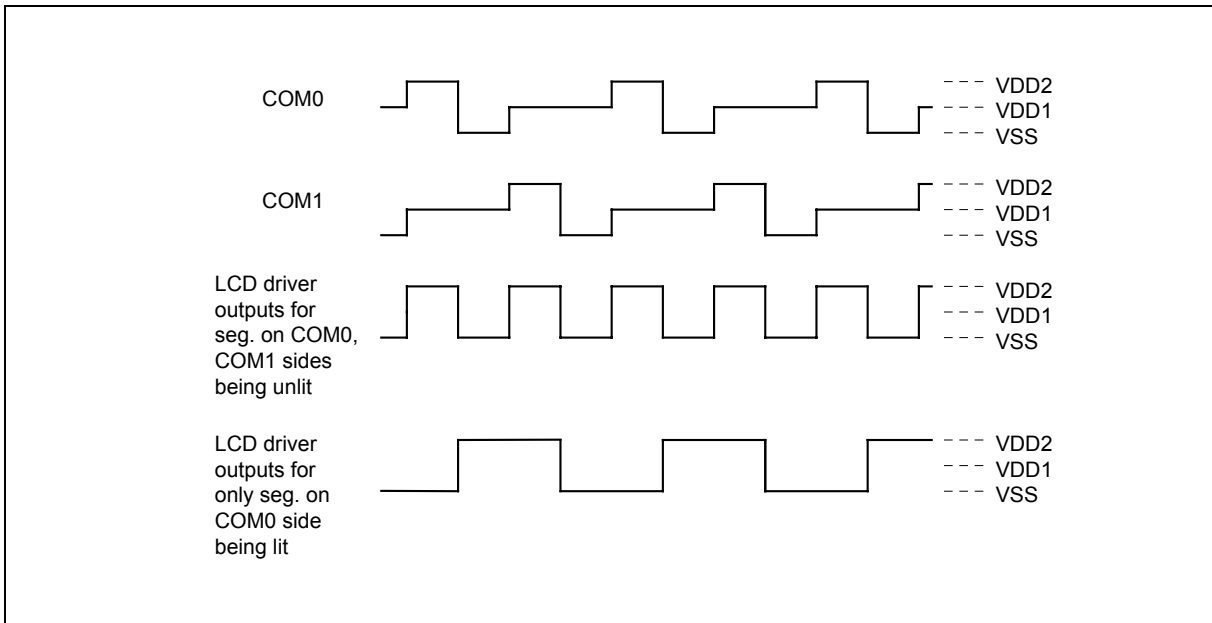 COM0
--- VDD2
--- VDD1
--- VSS
COM1
--- VDD2
--- VDD1
--- VSS
LCD driver
outputs for
seg. on COM0,
COM1 sides
being unlit
--- VDD2
--- VDD1
--- VSS
LCD driver
outputs for
only seg. on
COM0 side
being lit
--- VDD2
--- VDD1
--- VSS